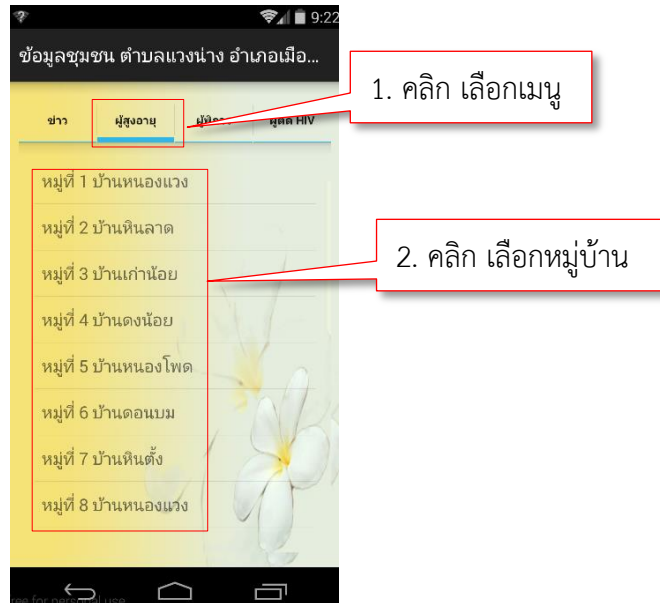 9:22
ข้อมูลชุมชน ตำบลแวงน่าง อำเภอเมือ...
1. คลิก เลือกเมนู
ข่าว ผู้สูงอายุ HIV
หมู่ที่ 1 บ้านหนองแวง
หมู่ที่ 2 บ้านหินลาด
2. คลิก เลือกหมู่บ้าน
หมู่ที่ 3 บ้านเก่าน้อย
หมู่ที่ 4 บ้านดงน้อย
หมู่ที่ 5 บ้านหนองโพด
หมู่ที่ 6 บ้านดอนบม
หมู่ที่ 7 บ้านหินตั้ง
หมู่ที่ 8 บ้านหนองแวง
for personal use